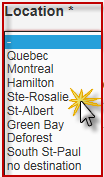 Location *
-
Quebec
Montreal
Hamilton
Ste-Rosalie
St-Albert
Green Bay
Deforest
South St-Paul
no destination